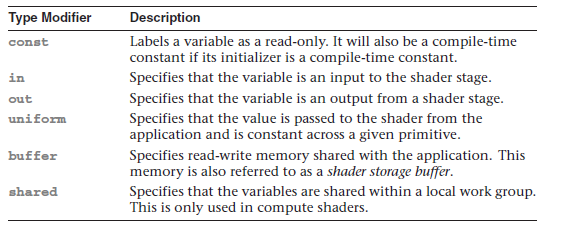 Type Modifier Description
const Labels a variable as a read-only. It will also be a compile-time
constant if its initializer is a compile-time constant.
in Specifies that the variable is an input to the shader stage.
out Specifies that the variable is an output from a shader stage.
uniform Specifies that the value is passed to the shader from the
application and is constant across a given primitive.
buffer Specifies read-write memory shared with the application. This
memory is also referred to as a shader storage buffer.
shared Specifies that the variables are shared within a local work group.
This is only used in compute shaders.